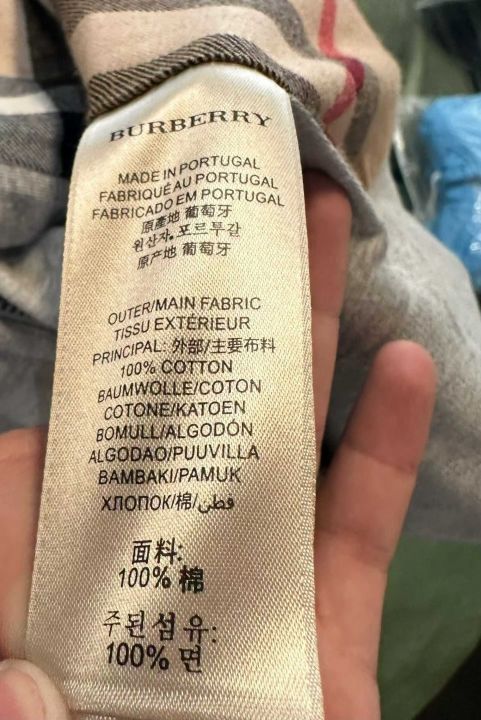 BURBERRY
MADE IN PORTUGAL
FABRIQUÉ AU PORTUGAL
FABRICADO EM PORTUGAL
原產地 葡萄牙
원산지. 포르투갈
原产地 葡萄牙
OUTER/MAIN FABRIC
TISSU EXTÉRIEUR
PRINCIPAL: 外部/主要布料
100% COTTON
BAUMWOLLE/COTON
COTONE/KATOEN
BOMULL/ALGODÓN
ALGODAO/PUUVILLA
BAMBAKI/PAMUK
ХЛОПОК/棉/قطن
面料:
100% 棉
주된 섬유:
100% 면